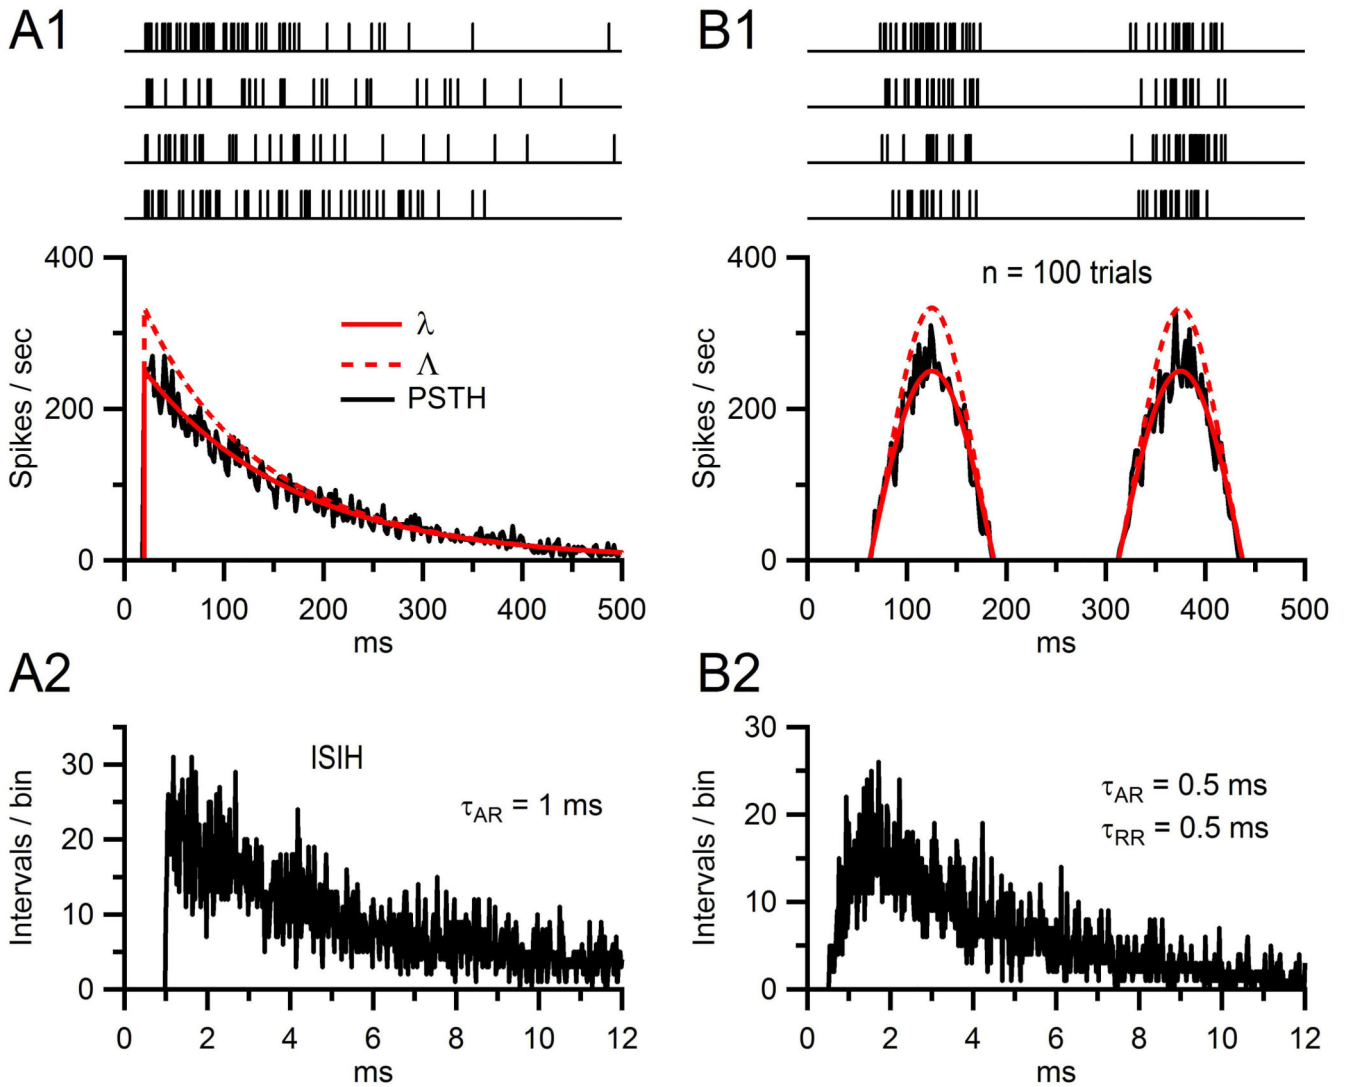 A1
B1
400
200
0
Spikes / sec
λ
Λ
PSTH
0 100 200 300 400 500
ms
400
200
0
Spikes / sec
n = 100 trials
0 100 200 300 400 500
ms
A2
B2
30
20
10
0
Intervals / bin
ISIH
τAR = 1 ms
0 2 4 6 8 10 12
ms
30
20
10
0
Intervals / bin
τAR = 0.5 ms
τRR = 0.5 ms
0 2 4 6 8 10 12
ms